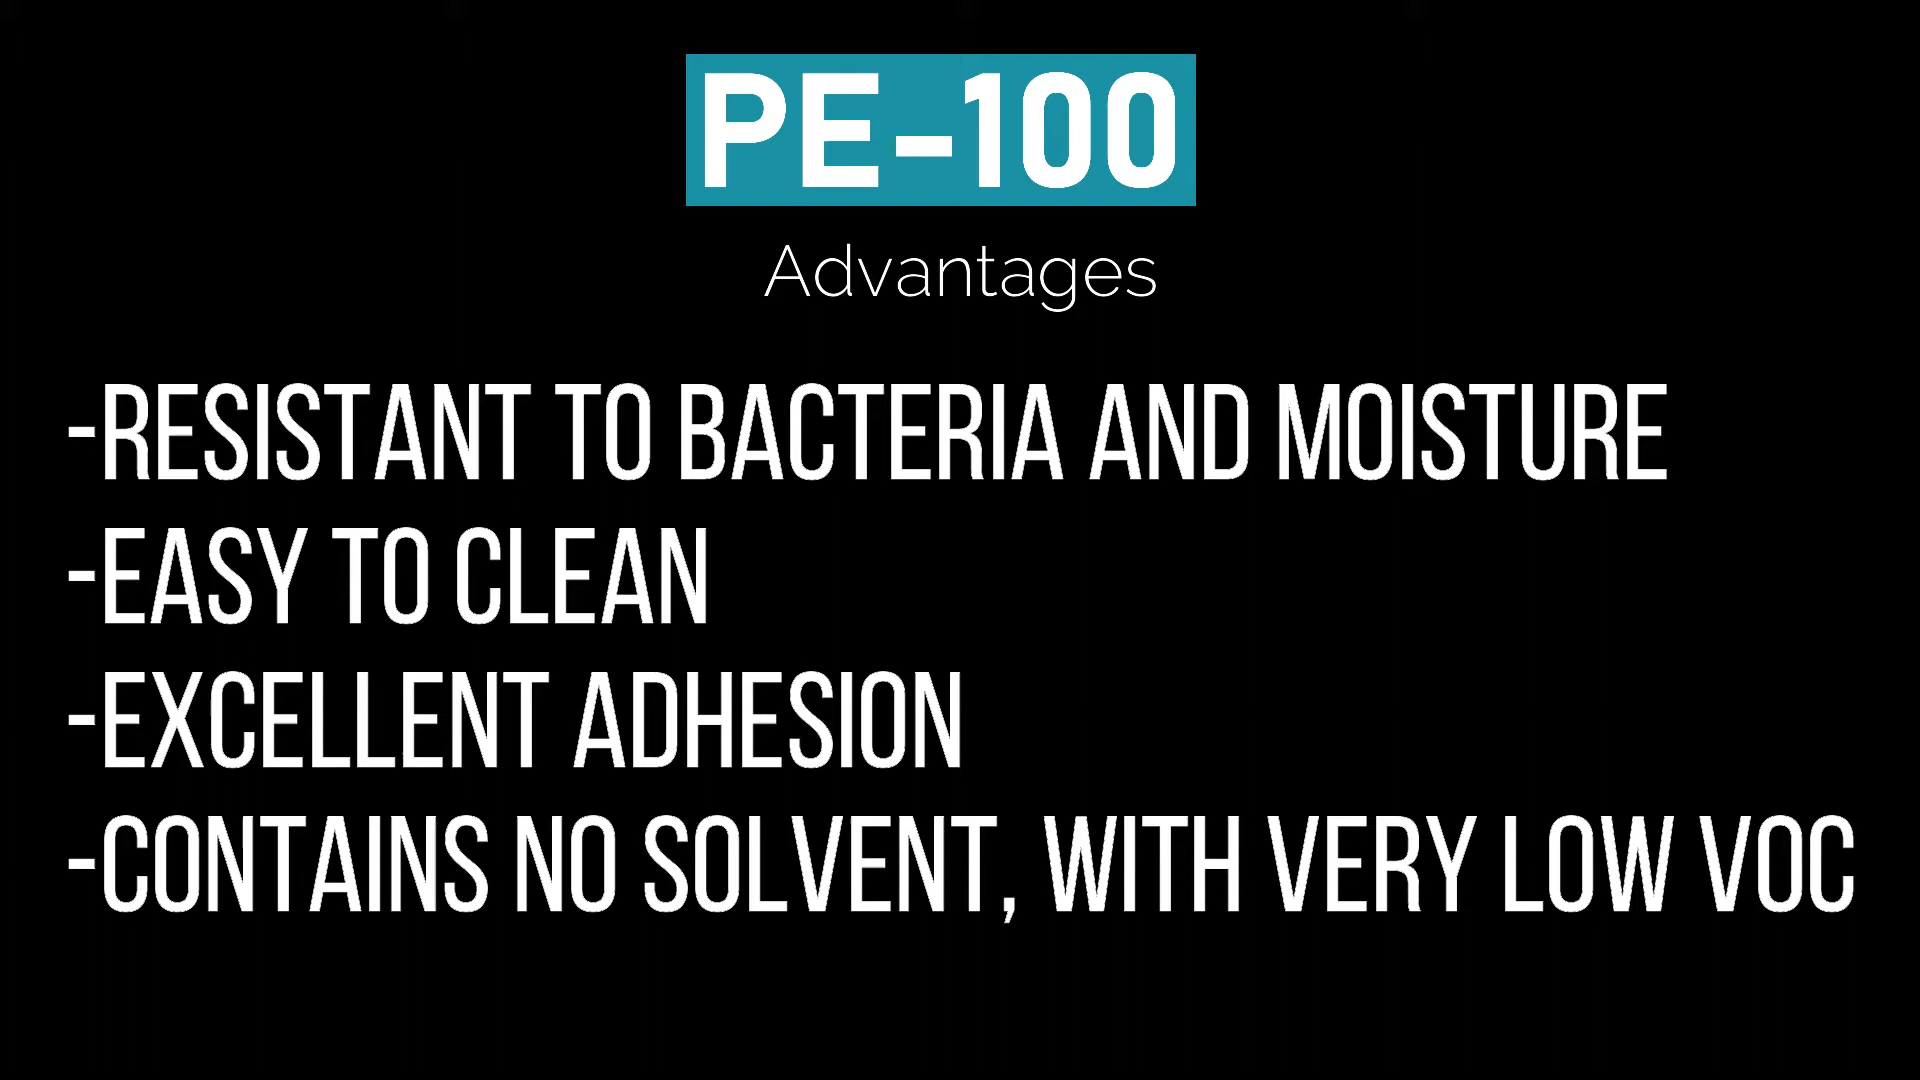 PE-100
Advantages
-RESISTANT TO BACTERIA AND MOISTURE
-EASY TO CLEAN
-EXCELLENT ADHESION
-CONTAINS NO SOLVENT, WITH VERY LOW VOC